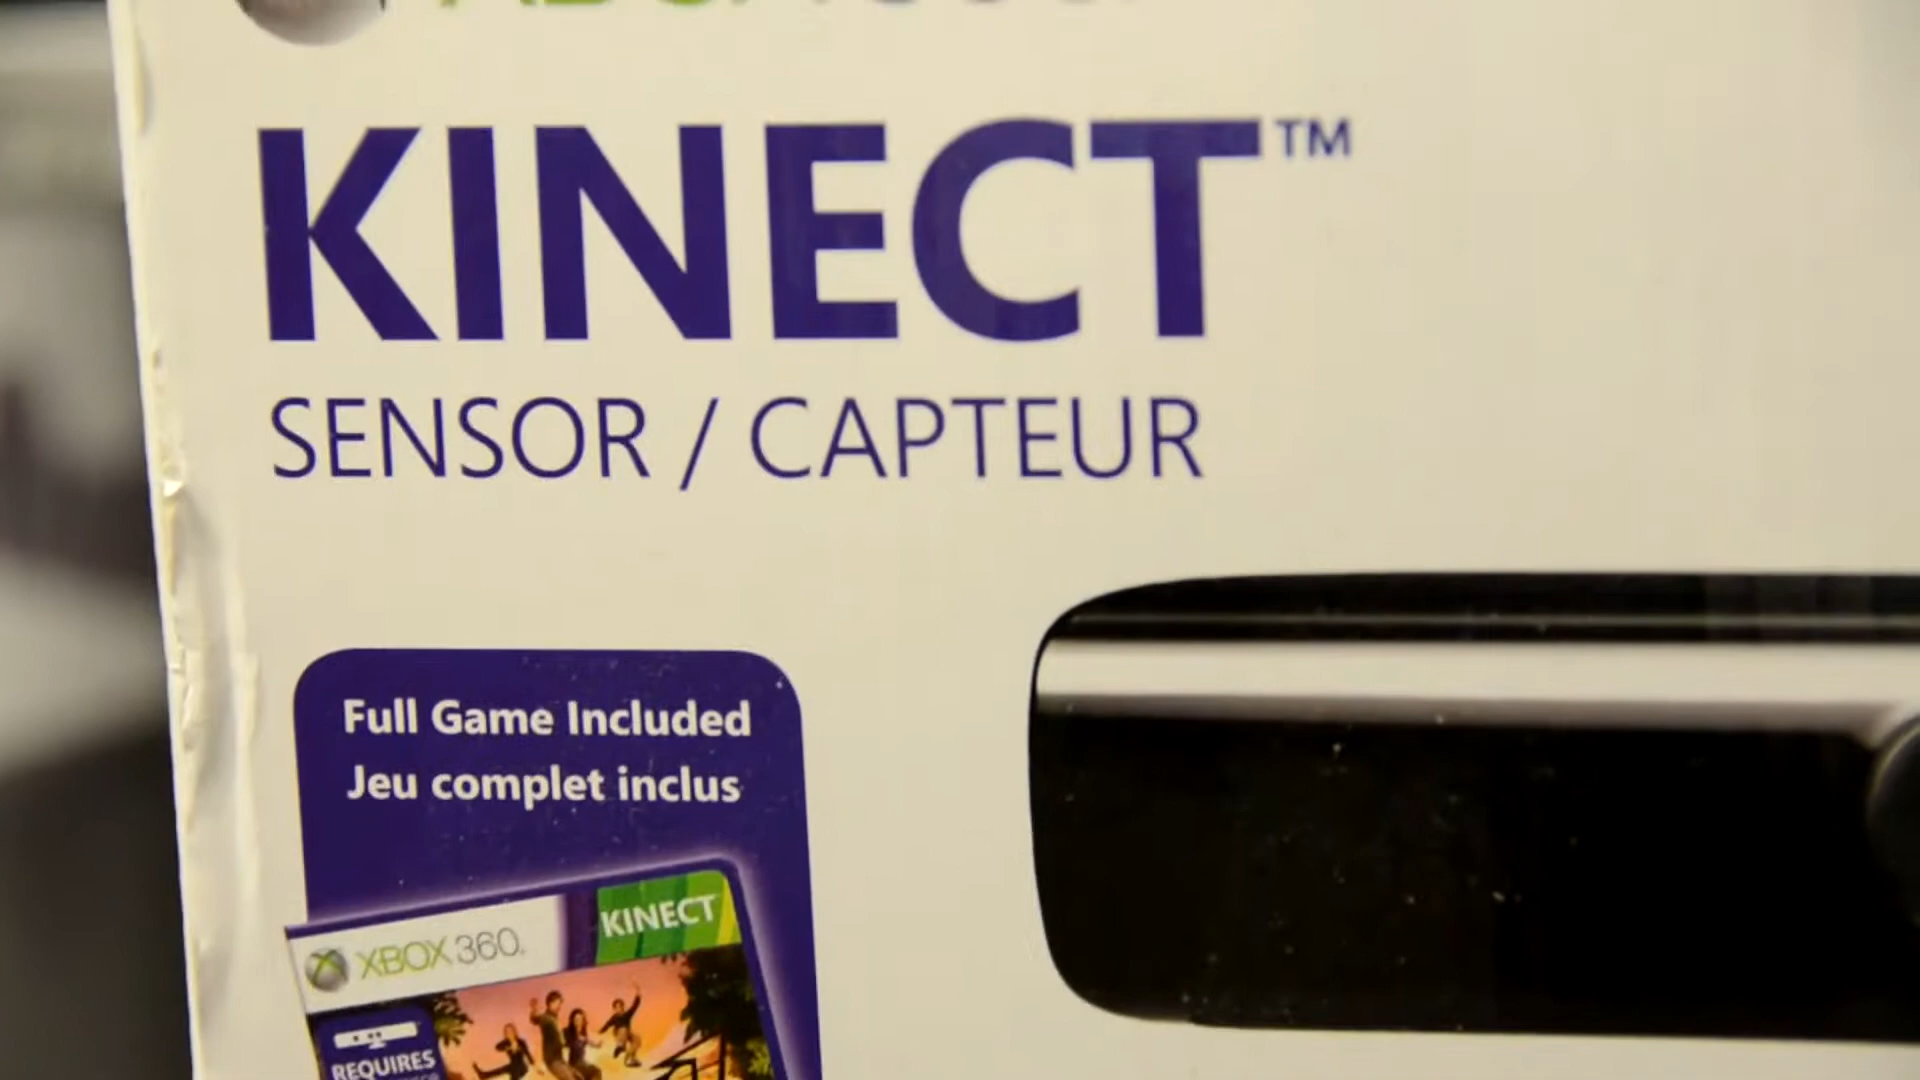 KINECT™
SENSOR / CAPTEUR
Full Game Included
Jeu complet inclus
KINECT
XBOX 360.
REQUIRES